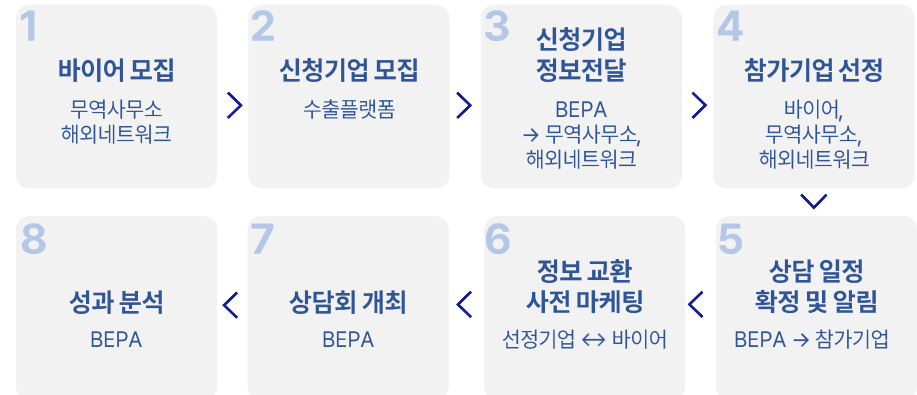 1
바이어 모집
무역사무소
해외네트워크
2
신청기업 모집
수출플랫폼
3
신청기업
정보전달
BEPA
→ 무역사무소,
해외네트워크
4
참가기업 선정
바이어,
무역사무소,
해외네트워크
5
상담 일정
확정 및 알림
BEPA → 참가기업
6
정보 교환
사전 마케팅
선정기업 ↔ 바이어
7
상담회 개최
BEPA
8
성과 분석
BEPA